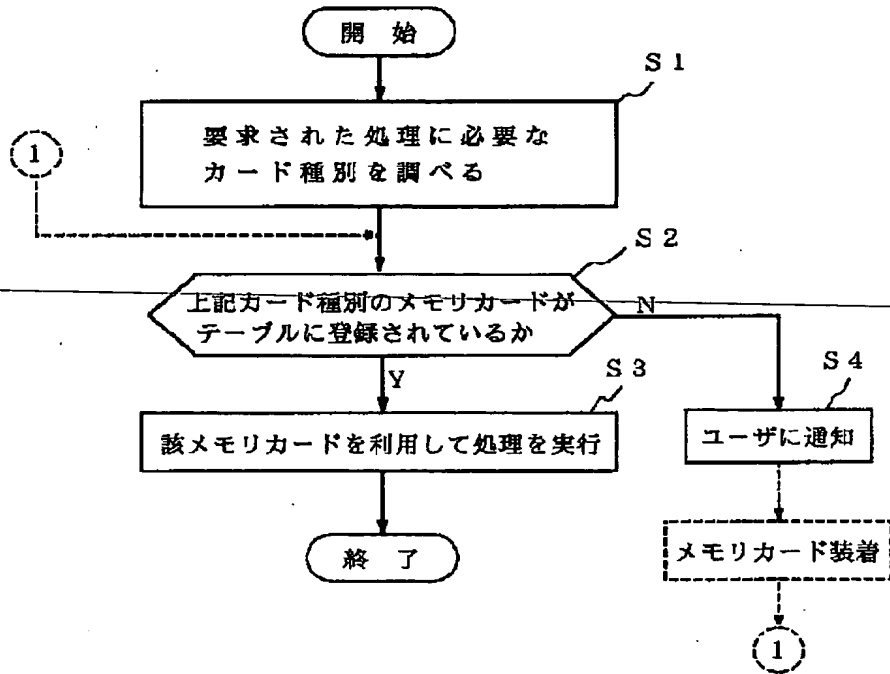 開 始
S1
要求された処理に必要な
カード種別を調べる
1
S2
上記カード種別のメモリカードが
テーブルに登録されているか
N
Y
S3
該メモリカードを利用して処理を実行
S4
ユーザに通知
終 了
メモリカード装着
1